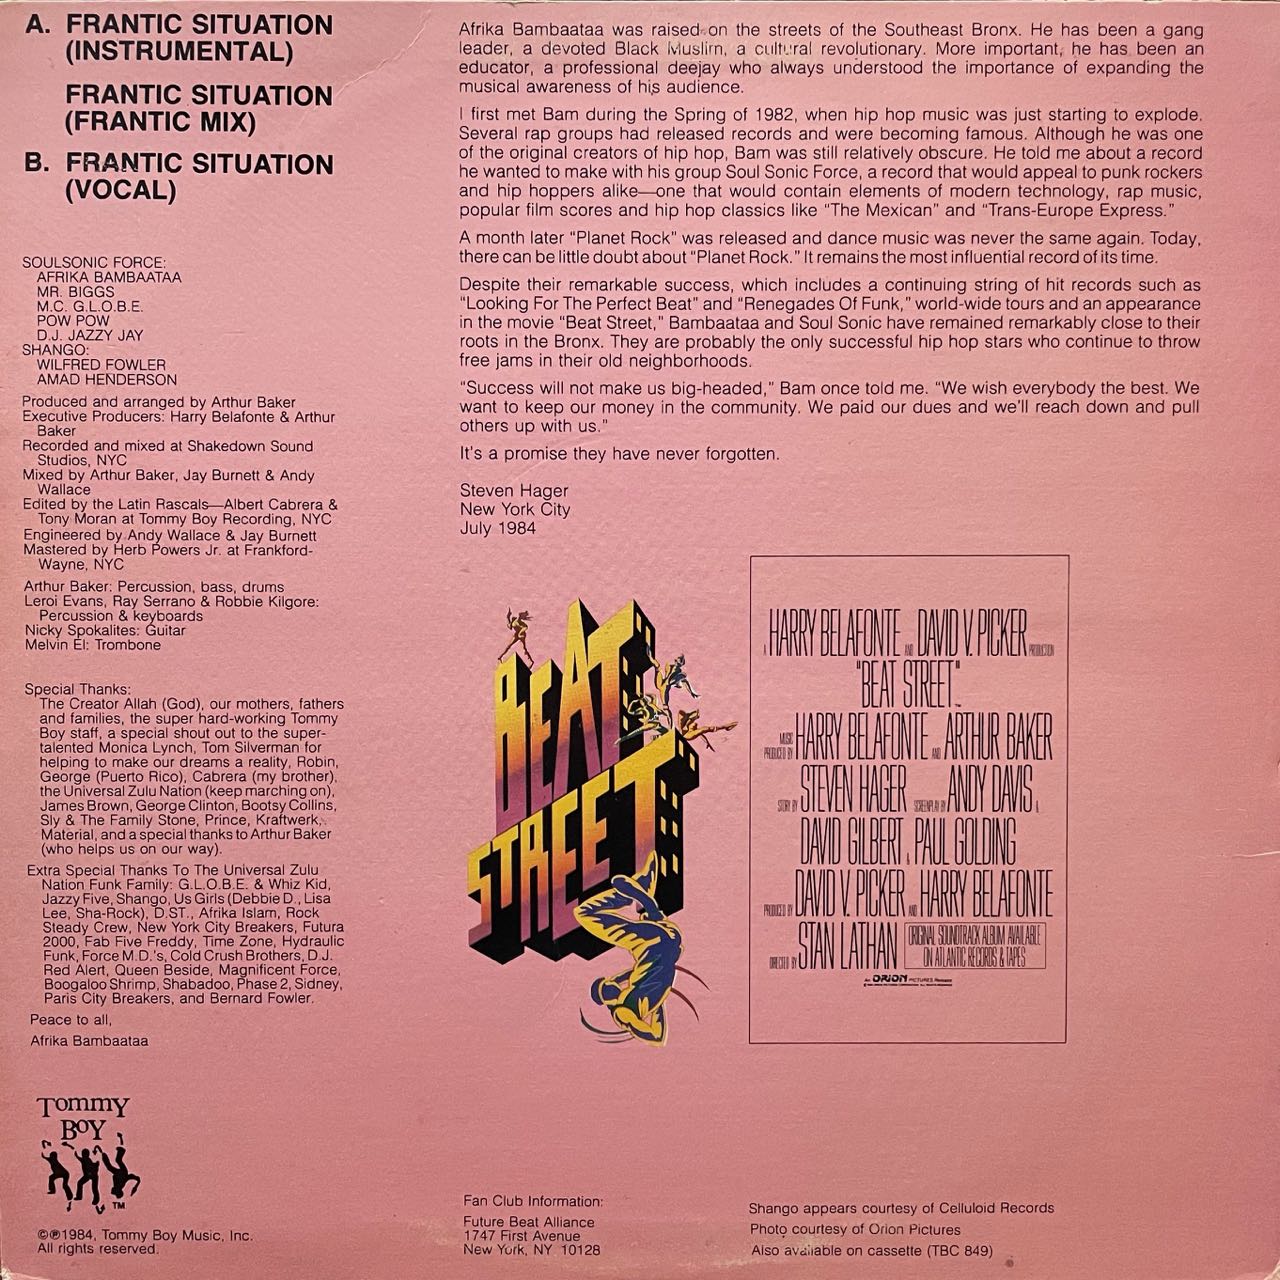 A. FRANTIC SITUATION
(INSTRUMENTAL)
FRANTIC SITUATION
(FRANTIC MIX)
B. FRANTIC SITUATION
(VOCAL)
SOULSONIC FORCE:
AFRIKA BAMBAATAA
MR. BIGGS
M.C. G.L.O.B.E.
POW POW
D.J. JAZZY JAY
SHANGO:
WILFRED FOWLER
AMAD HENDERSON
Produced and arranged by Arthur Baker
Executive Producers: Harry Belafonte & Arthur
Baker
Recorded and mixed at Shakedown Sound
Studios, NYC
Mixed by Arthur Baker, Jay Burnett & Andy
Wallace
Edited by the Latin Rascals—Albert Cabrera &
Tony Moran at Tommy Boy Recording, NYC
Engineered by Andy Wallace & Jay Burnett
Mastered by Herb Powers Jr. at Frankford-
Wayne, NYC
Arthur Baker: Percussion, bass, drums
Leroi Evans, Ray Serrano & Robbie Kilgore:
Percussion & keyboards
Nicky Spokalites: Guitar
Melvin El: Trombone
Special Thanks:
The Creator Allah (God), our mothers, fathers
and families, the super hard-working Tommy
Boy staff, a special shout out to the super-
talented Monica Lynch, Tom Silverman for
helping to make our dreams a reality, Robin,
George (Puerto Rico), Cabrera (my brother),
the Universal Zulu Nation (keep marching on),
James Brown, George Clinton, Bootsy Collins,
Sly & The Family Stone, Prince, Kraftwerk,
Material, and a special thanks to Arthur Baker
(who helps us on our way).
Extra Special Thanks To The Universal Zulu
Nation Funk Family: G.L.O.B.E. & Whiz Kid,
Jazzy Five, Shango, Us Girls (Debbie D., Lisa
Lee, Sha-Rock), D.ST., Afrika Islam, Rock
Steady Crew, New York City Breakers, Futura
2000, Fab Five Freddy, Time Zone, Hydraulic
Funk, Force M.D.'s, Cold Crush Brothers, D.J.
Red Alert, Queen Beside, Magnificent Force,
Boogaloo Shrimp, Shabadoo, Phase 2, Sidney,
Paris City Breakers, and Bernard Fowler.
Peace to all,
Afrika Bambaataa
TOMMY
BOY
TM
©℗1984, Tommy Boy Music, Inc.
All rights reserved.
Afrika Bambaataa was raised on the streets of the Southeast Bronx. He has been a gang
leader, a devoted Black Muslim, a cultural revolutionary. More important, he has been an
educator, a professional deejay who always understood the importance of expanding the
musical awareness of his audience.
I first met Bam during the Spring of 1982, when hip hop music was just starting to explode.
Several rap groups had released records and were becoming famous. Although he was one
of the original creators of hip hop, Bam was still relatively obscure. He told me about a record
he wanted to make with his group Soul Sonic Force, a record that would appeal to punk rockers
and hip hoppers alike—one that would contain elements of modern technology, rap music,
popular film scores and hip hop classics like “The Mexican” and “Trans-Europe Express.”
A month later “Planet Rock” was released and dance music was never the same again. Today,
there can be little doubt about “Planet Rock.” It remains the most influential record of its time.
Despite their remarkable success, which includes a continuing string of hit records such as
“Looking For The Perfect Beat” and “Renegades Of Funk,” world-wide tours and an appearance
in the movie “Beat Street,” Bambaataa and Soul Sonic have remained remarkably close to their
roots in the Bronx. They are probably the only successful hip hop stars who continue to throw
free jams in their old neighborhoods.
“Success will not make us big-headed,” Bam once told me. “We wish everybody the best. We
want to keep our money in the community. We paid our dues and we'll reach down and pull
others up with us.”
It's a promise they have never forgotten.
Steven Hager
New York City
July 1984
BEAT
STREET
A HARRY BELAFONTE AND DAVID V. PICKER PRODUCTION
"BEAT STREET"
MUSIC PRODUCED BY HARRY BELAFONTE AND ARTHUR BAKER
STORY BY STEVEN HAGER SCREENPLAY BY ANDY DAVIS &
DAVID GILBERT & PAUL GOLDING
PRODUCED BY DAVID V. PICKER AND HARRY BELAFONTE
DIRECTED BY STAN LATHAN
ORIGINAL SOUNDTRACK ALBUM AVAILABLE
ON ATLANTIC RECORDS & TAPES
An ORION PICTURES Release
Fan Club Information:
Future Beat Alliance
1747 First Avenue
New York, NY 10128
Shango appears courtesy of Celluloid Records
Photo courtesy of Orion Pictures
Also available on cassette (TBC 849)